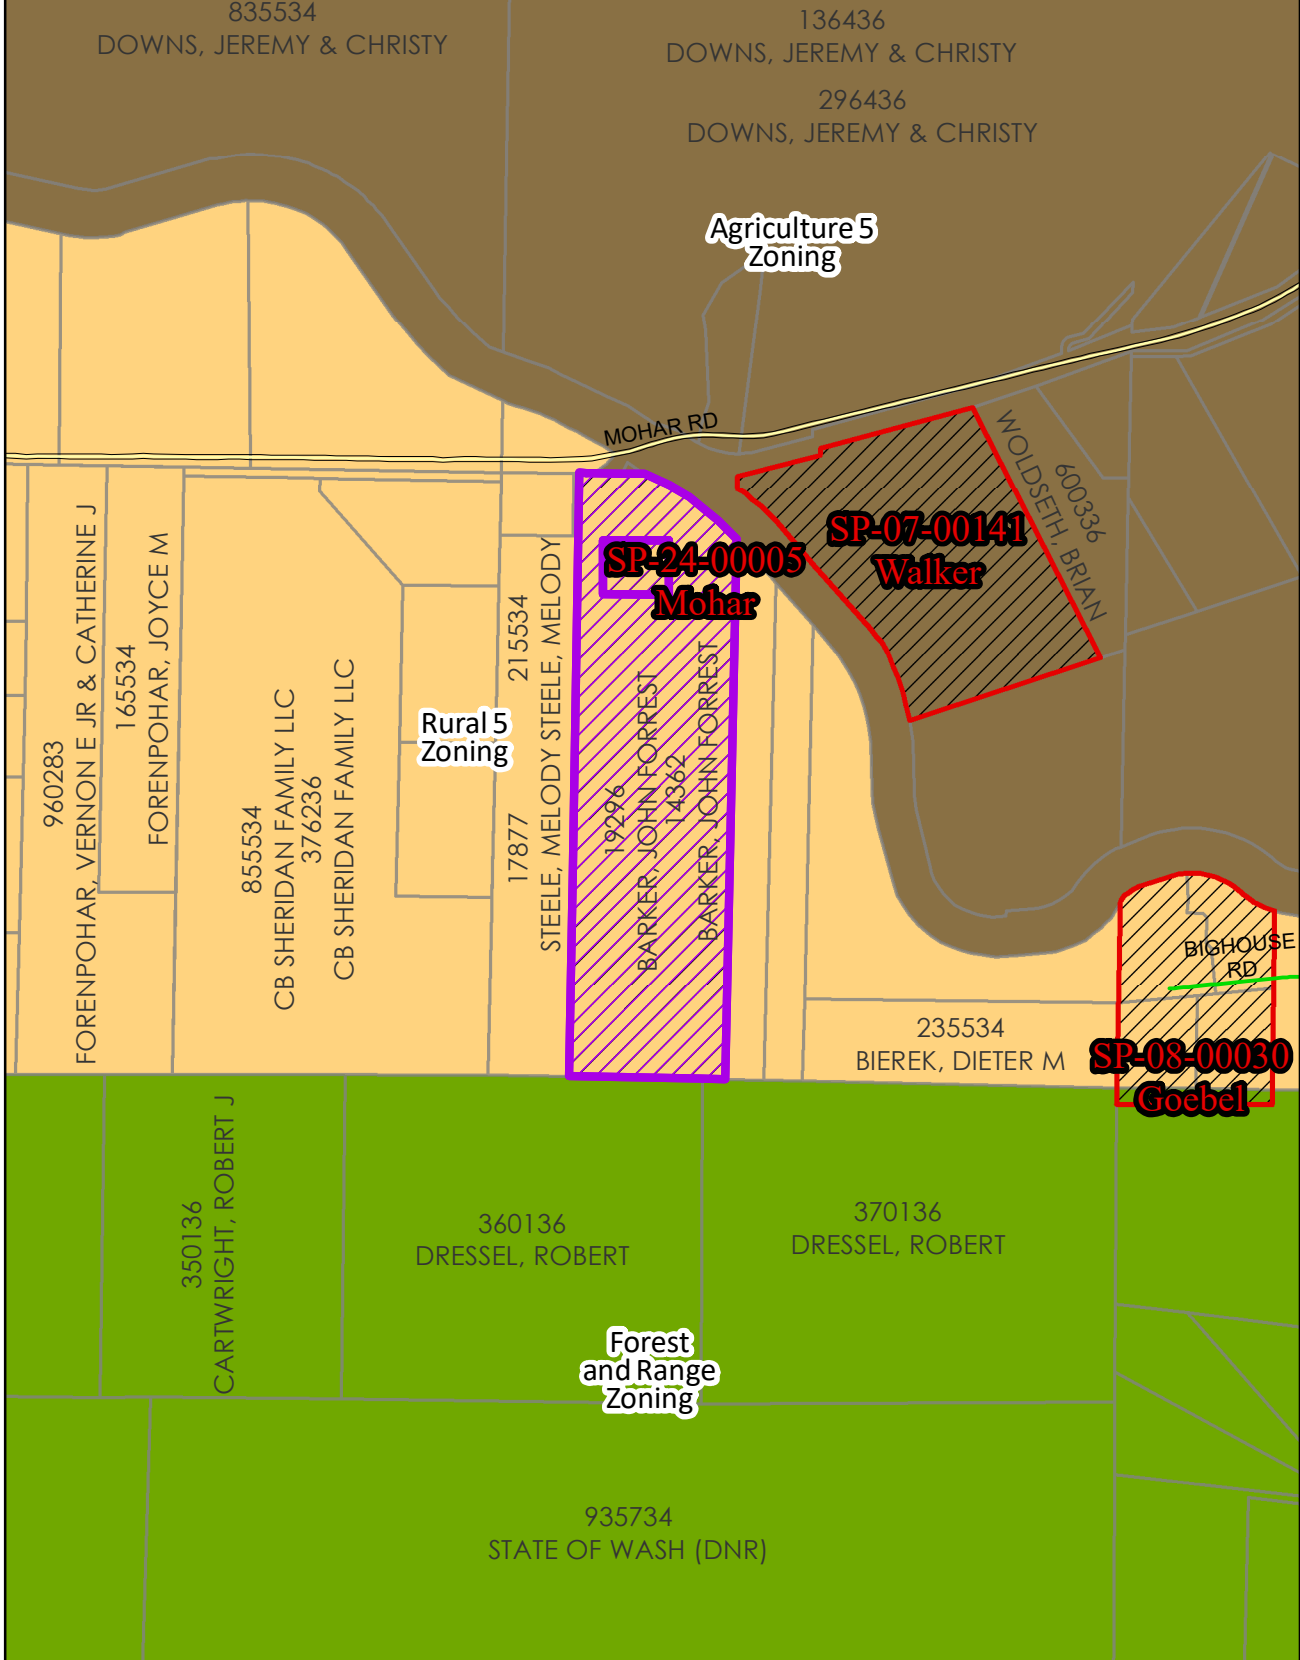 835534
DOWNS, JEREMY & CHRISTY
136436
DOWNS, JEREMY & CHRISTY
296436
DOWNS, JEREMY & CHRISTY
Agriculture 5
Zoning
MOHAR RD
WOLDSETH, BRIAN
600336
SP-07-00141
Walker
SP-24-00005
Mohar
960283
FORENPOHAR, VERNON E JR & CATHERINE J
165534
FORENPOHAR, JOYCE M
855534
CB SHERIDAN FAMILY LLC
376236
CB SHERIDAN FAMILY LLC
Rural 5
Zoning
215534
STEELE, MELODY STEELE, MELODY
17877
19296
BARKER, JOHN FORREST
14362
BARKER, JOHN FORREST
BIGHOUSE
RD
235534
BIEREK, DIETER M
SP-08-00030
Goebel
350136
CARTWRIGHT, ROBERT J
360136
DRESSEL, ROBERT
370136
DRESSEL, ROBERT
Forest
and Range
Zoning
935734
STATE OF WASH (DNR)